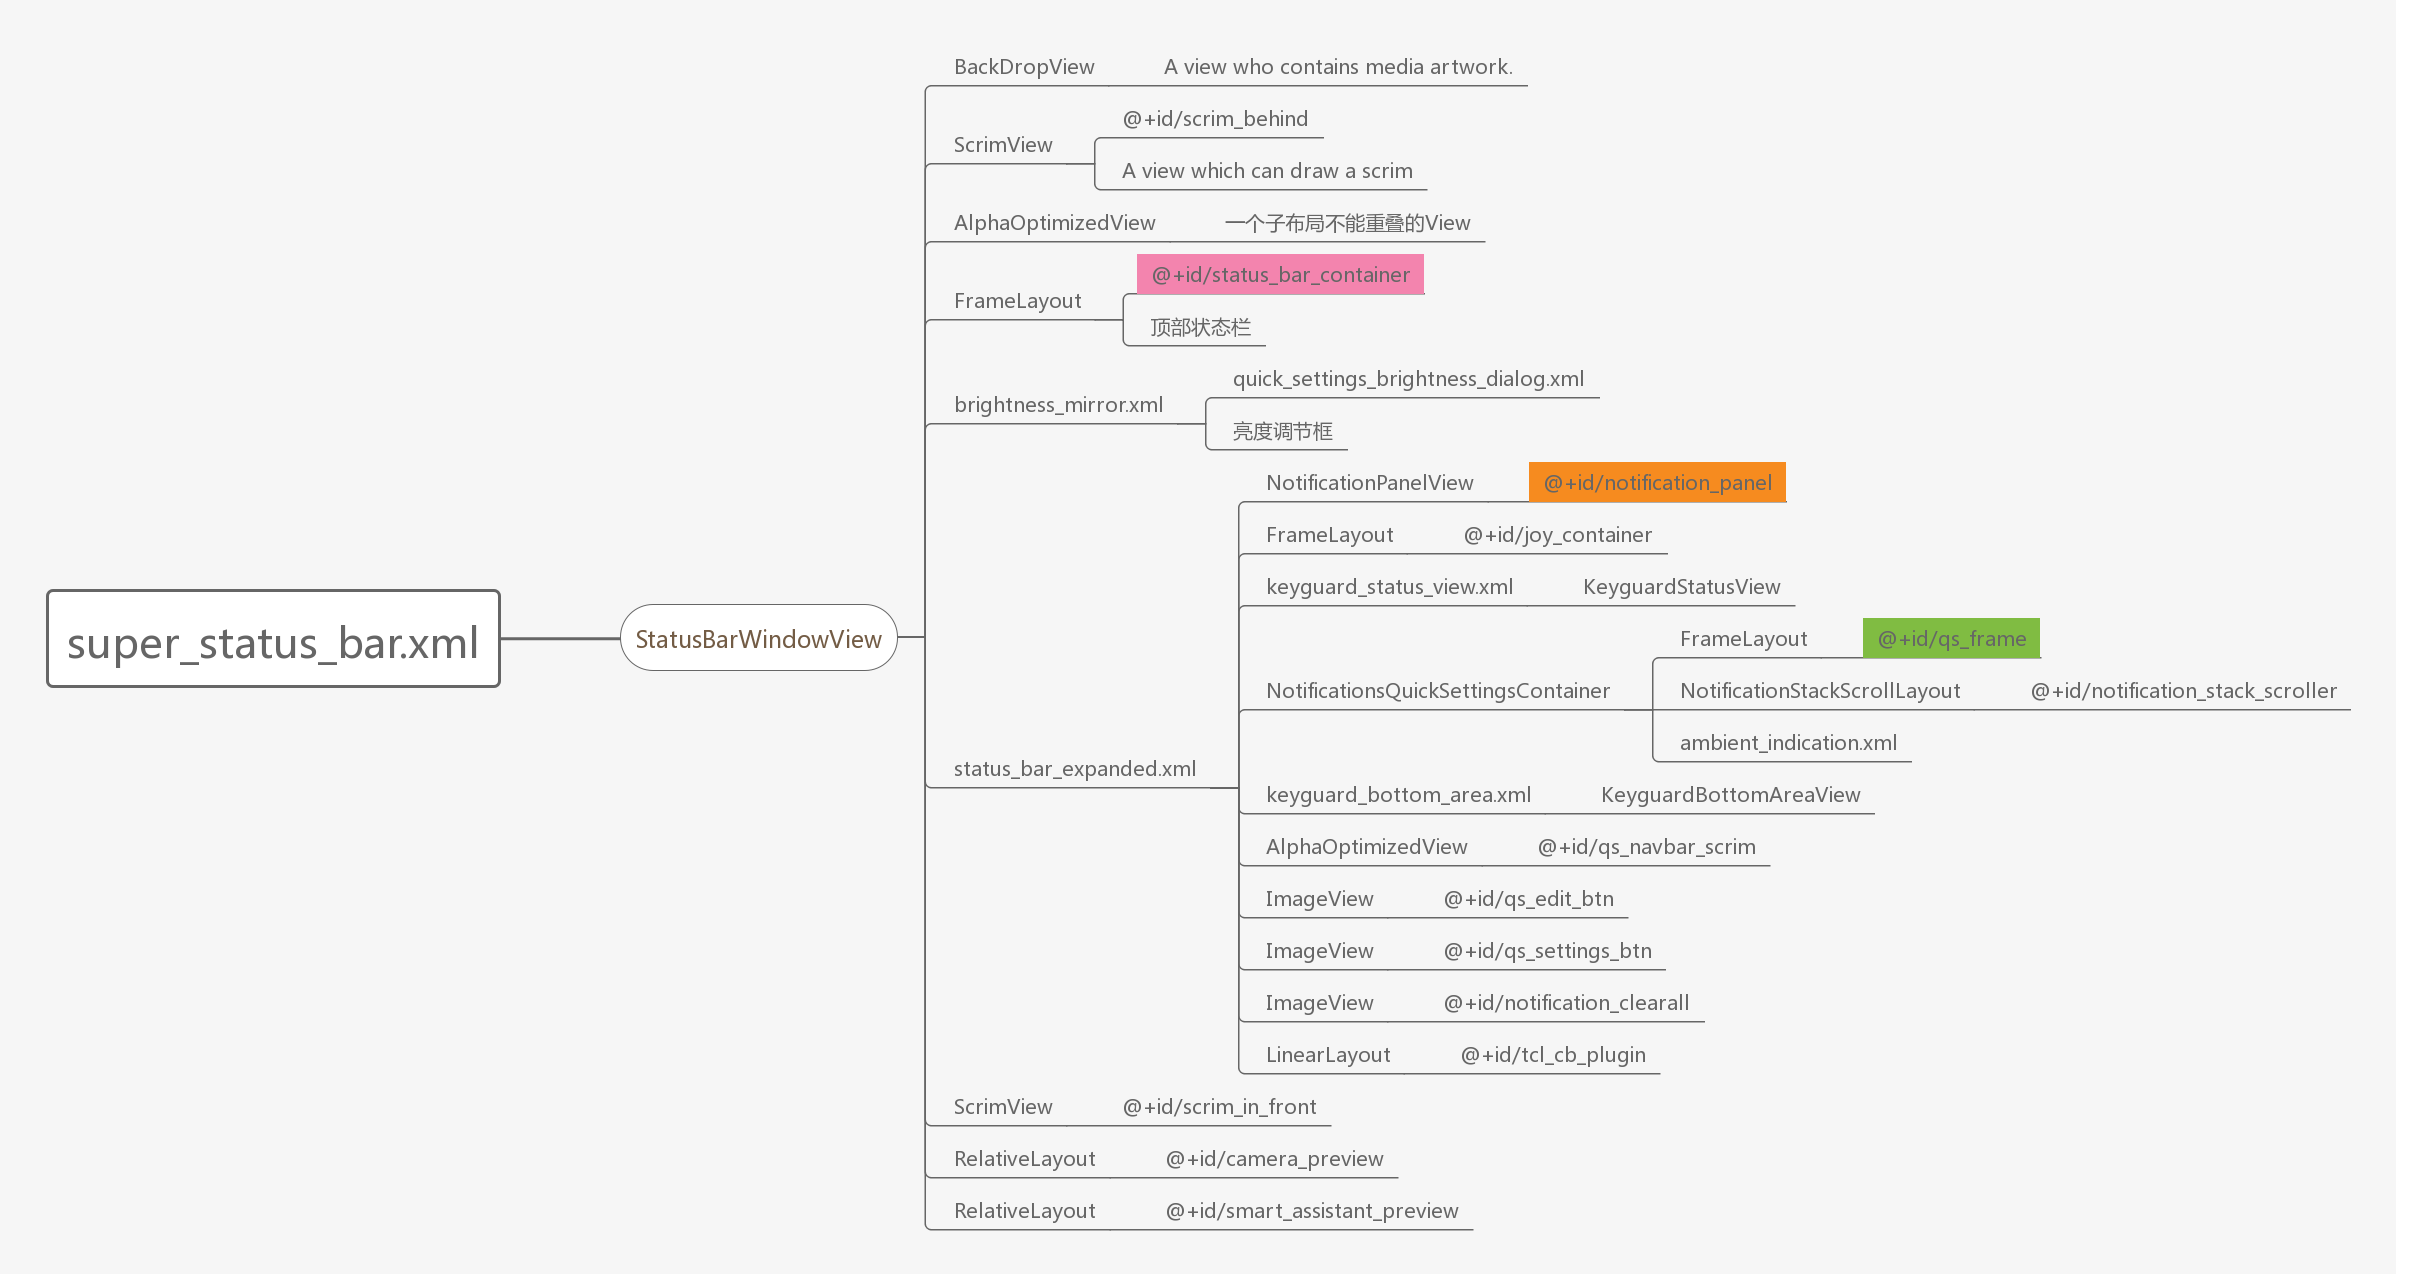 super_status_bar.xml
StatusBarWindowView
BackDropView
A view who contains media artwork.
ScrimView
@+id/scrim_behind
A view which can draw a scrim
AlphaOptimizedView
一个子布局不能重叠的View
FrameLayout
@+id/status_bar_container
顶部状态栏
brightness_mirror.xml
quick_settings_brightness_dialog.xml
亮度调节框
status_bar_expanded.xml
NotificationPanelView
@+id/notification_panel
FrameLayout
@+id/joy_container
keyguard_status_view.xml
KeyguardStatusView
NotificationsQuickSettingsContainer
FrameLayout
@+id/qs_frame
NotificationStackScrollLayout
@+id/notification_stack_scroller
ambient_indication.xml
keyguard_bottom_area.xml
KeyguardBottomAreaView
AlphaOptimizedView
@+id/qs_navbar_scrim
ImageView
@+id/qs_edit_btn
ImageView
@+id/qs_settings_btn
ImageView
@+id/notification_clearall
LinearLayout
@+id/tcl_cb_plugin
ScrimView
@+id/scrim_in_front
RelativeLayout
@+id/camera_preview
RelativeLayout
@+id/smart_assistant_preview